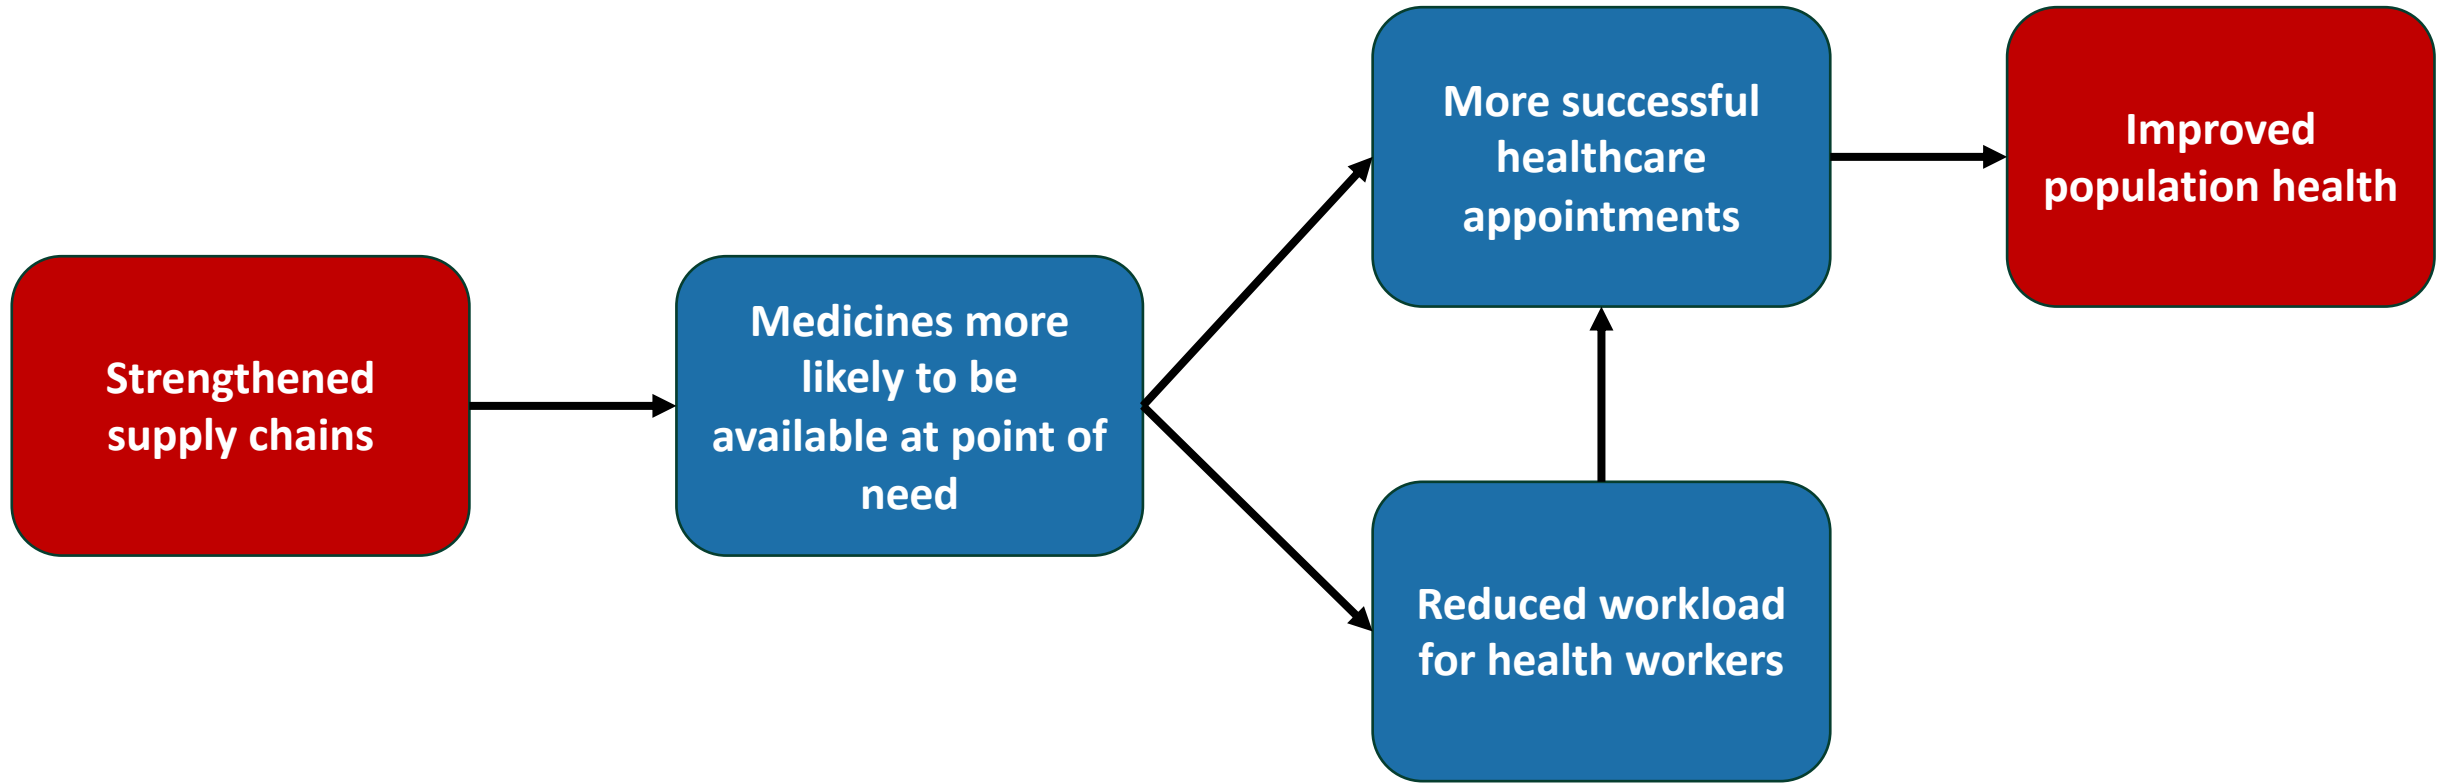 Strengthened
supply chains
Medicines more
likely to be
available at point of
need
More successful
healthcare
appointments
Reduced workload
for health workers
Improved
population health